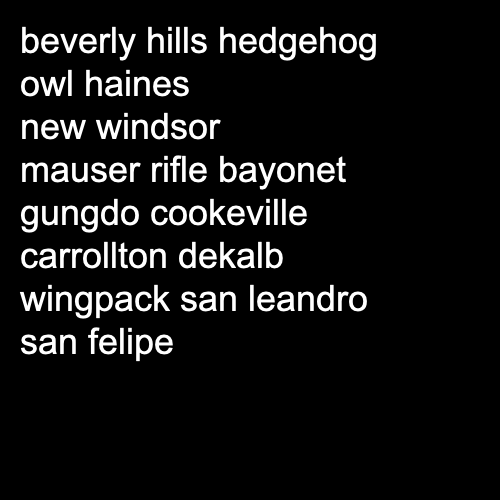 beverly hills hedgehog
owl haines
new windsor
mauser rifle bayonet
gungdo cookeville
carrollton dekalb
wingpack san leandro
san felipe